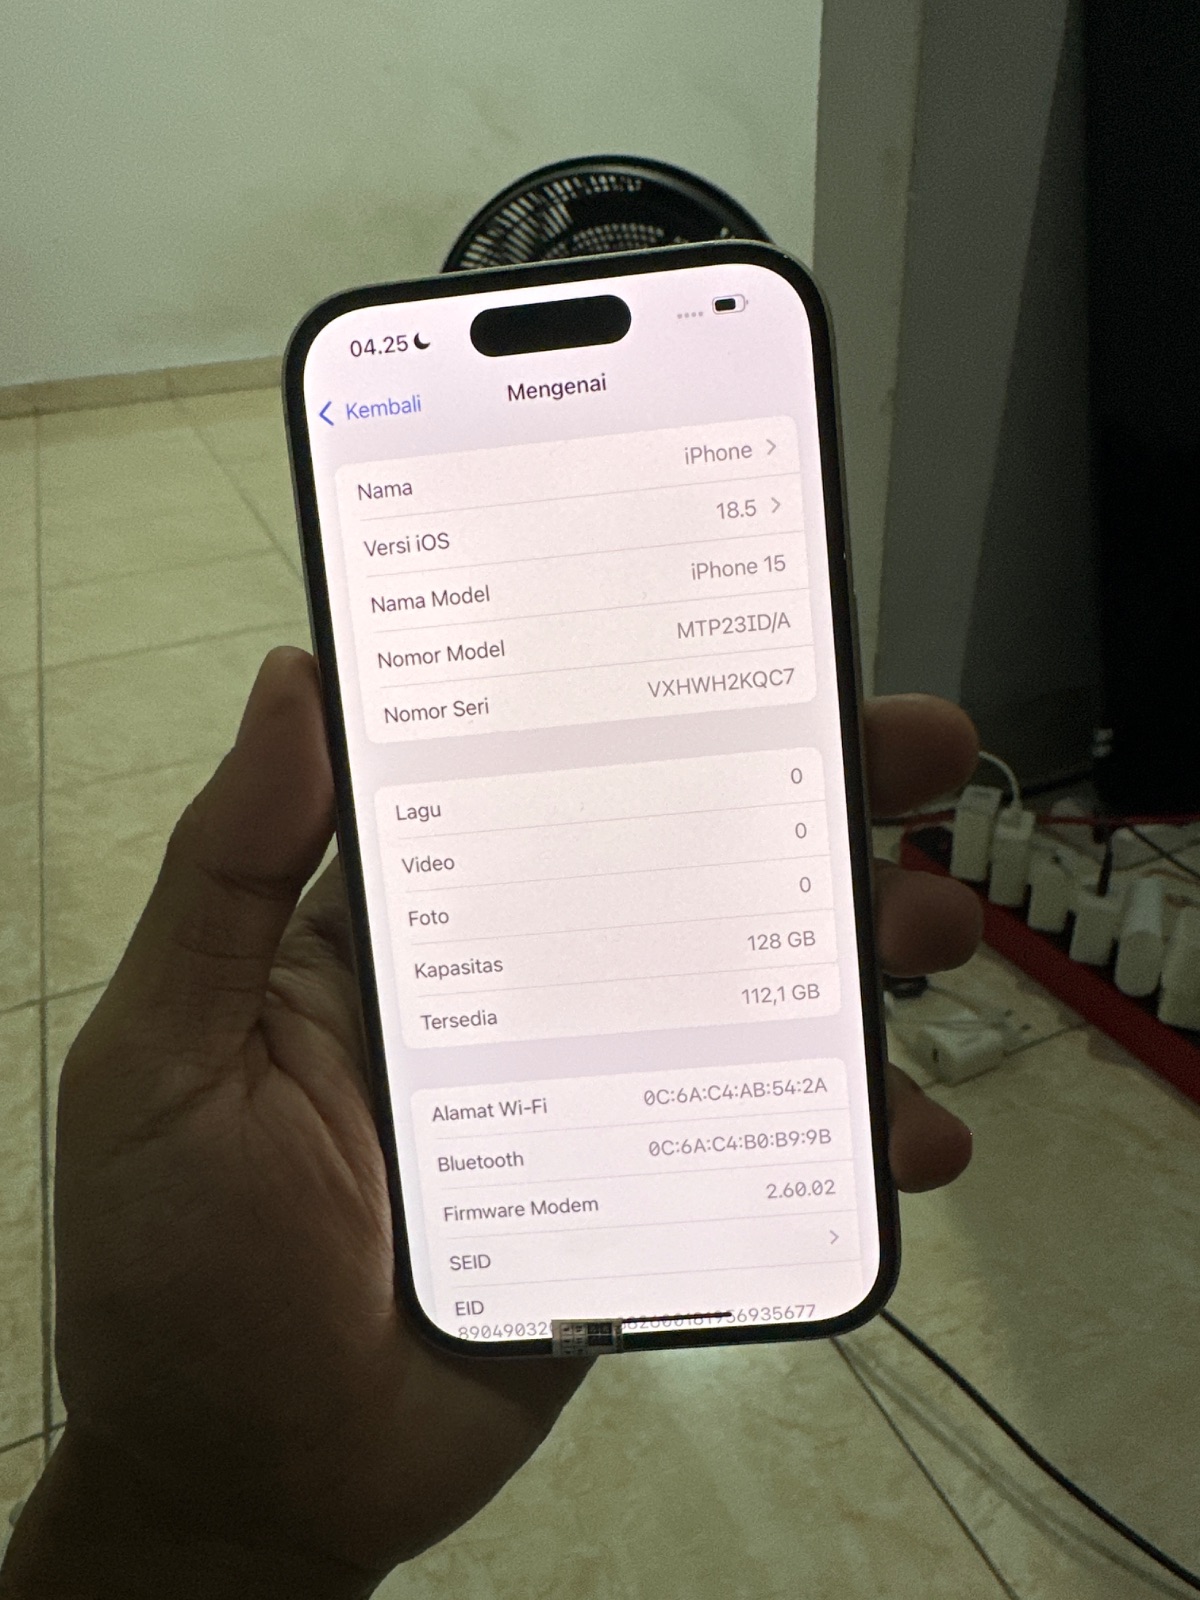 04.25
Kembali
Mengenai
Nama iPhone
Versi iOS 18.5
Nama Model iPhone 15
Nomor Model MTP23ID/A
Nomor Seri VXHWH2KQC7
Lagu 0
Video 0
Foto 0
Kapasitas 128 GB
Tersedia 112,1 GB
Alamat Wi-Fi 0C:6A:C4:AB:54:2A
Bluetooth 0C:6A:C4:B0:B9:9B
Firmware Modem 2.60.02
SEID
EID